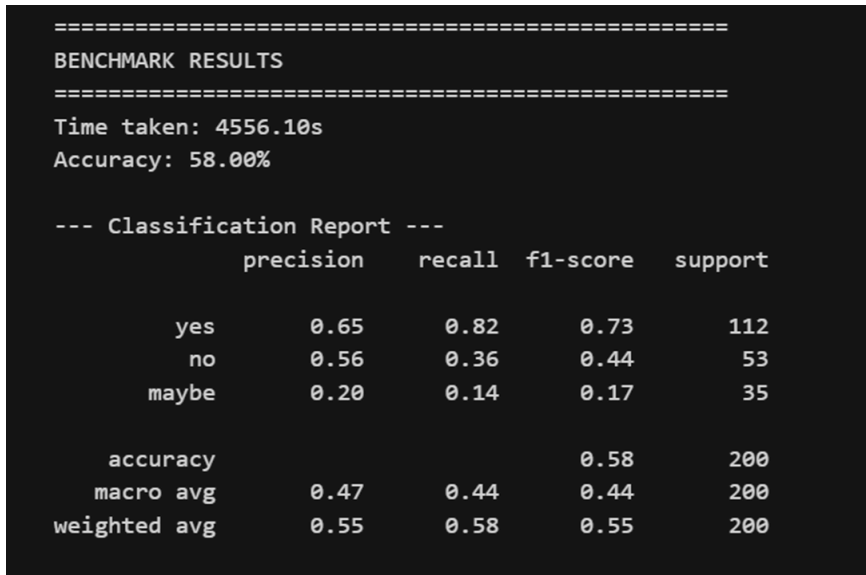 ==================================================
BENCHMARK RESULTS
==================================================
Time taken: 4556.10s
Accuracy: 58.00%
--- Classification Report ---
precision recall f1-score support
yes 0.65 0.82 0.73 112
no 0.56 0.36 0.44 53
maybe 0.20 0.14 0.17 35
accuracy 0.58 200
macro avg 0.47 0.44 0.44 200
weighted avg 0.55 0.58 0.55 200